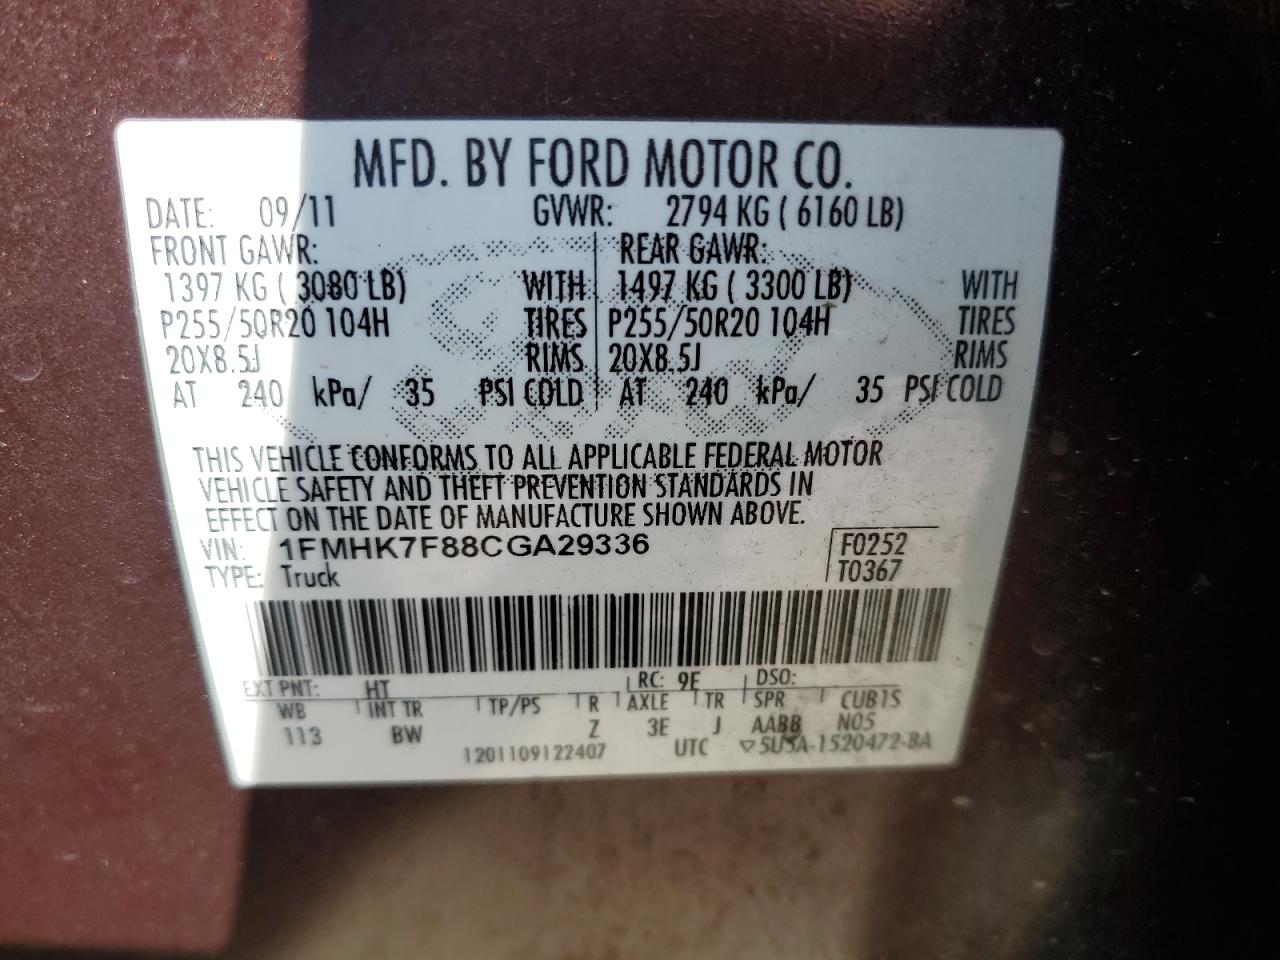 MFD. BY FORD MOTOR CO.
DATE: 09/11 GVWR: 2794 KG ( 6160 LB)
FRONT GAWR: REAR GAWR:
1397 KG ( 3080 LB) WITH 1497 KG ( 3300 LB) WITH
P255/50R20 104H TIRES P255/50R20 104H TIRES
20X8.5J RIMS 20X8.5J RIMS
AT 240 kPa/ 35 PSI COLD AT 240 kPa/ 35 PSI COLD
THIS VEHICLE CONFORMS TO ALL APPLICABLE FEDERAL MOTOR
VEHICLE SAFETY AND THEFT PREVENTION STANDARDS IN
EFFECT ON THE DATE OF MANUFACTURE SHOWN ABOVE.
VIN: 1FMHK7F88CGA29336 F0252
TYPE: Truck T0367
EXT PNT: HT RC: 9E DSO:
WB INT TR TP/PS R AXLE TR SPR CUB1S
113 BW Z 3E J AABB N05
1201109122407 UTC ▽5U5A-1520472-BA